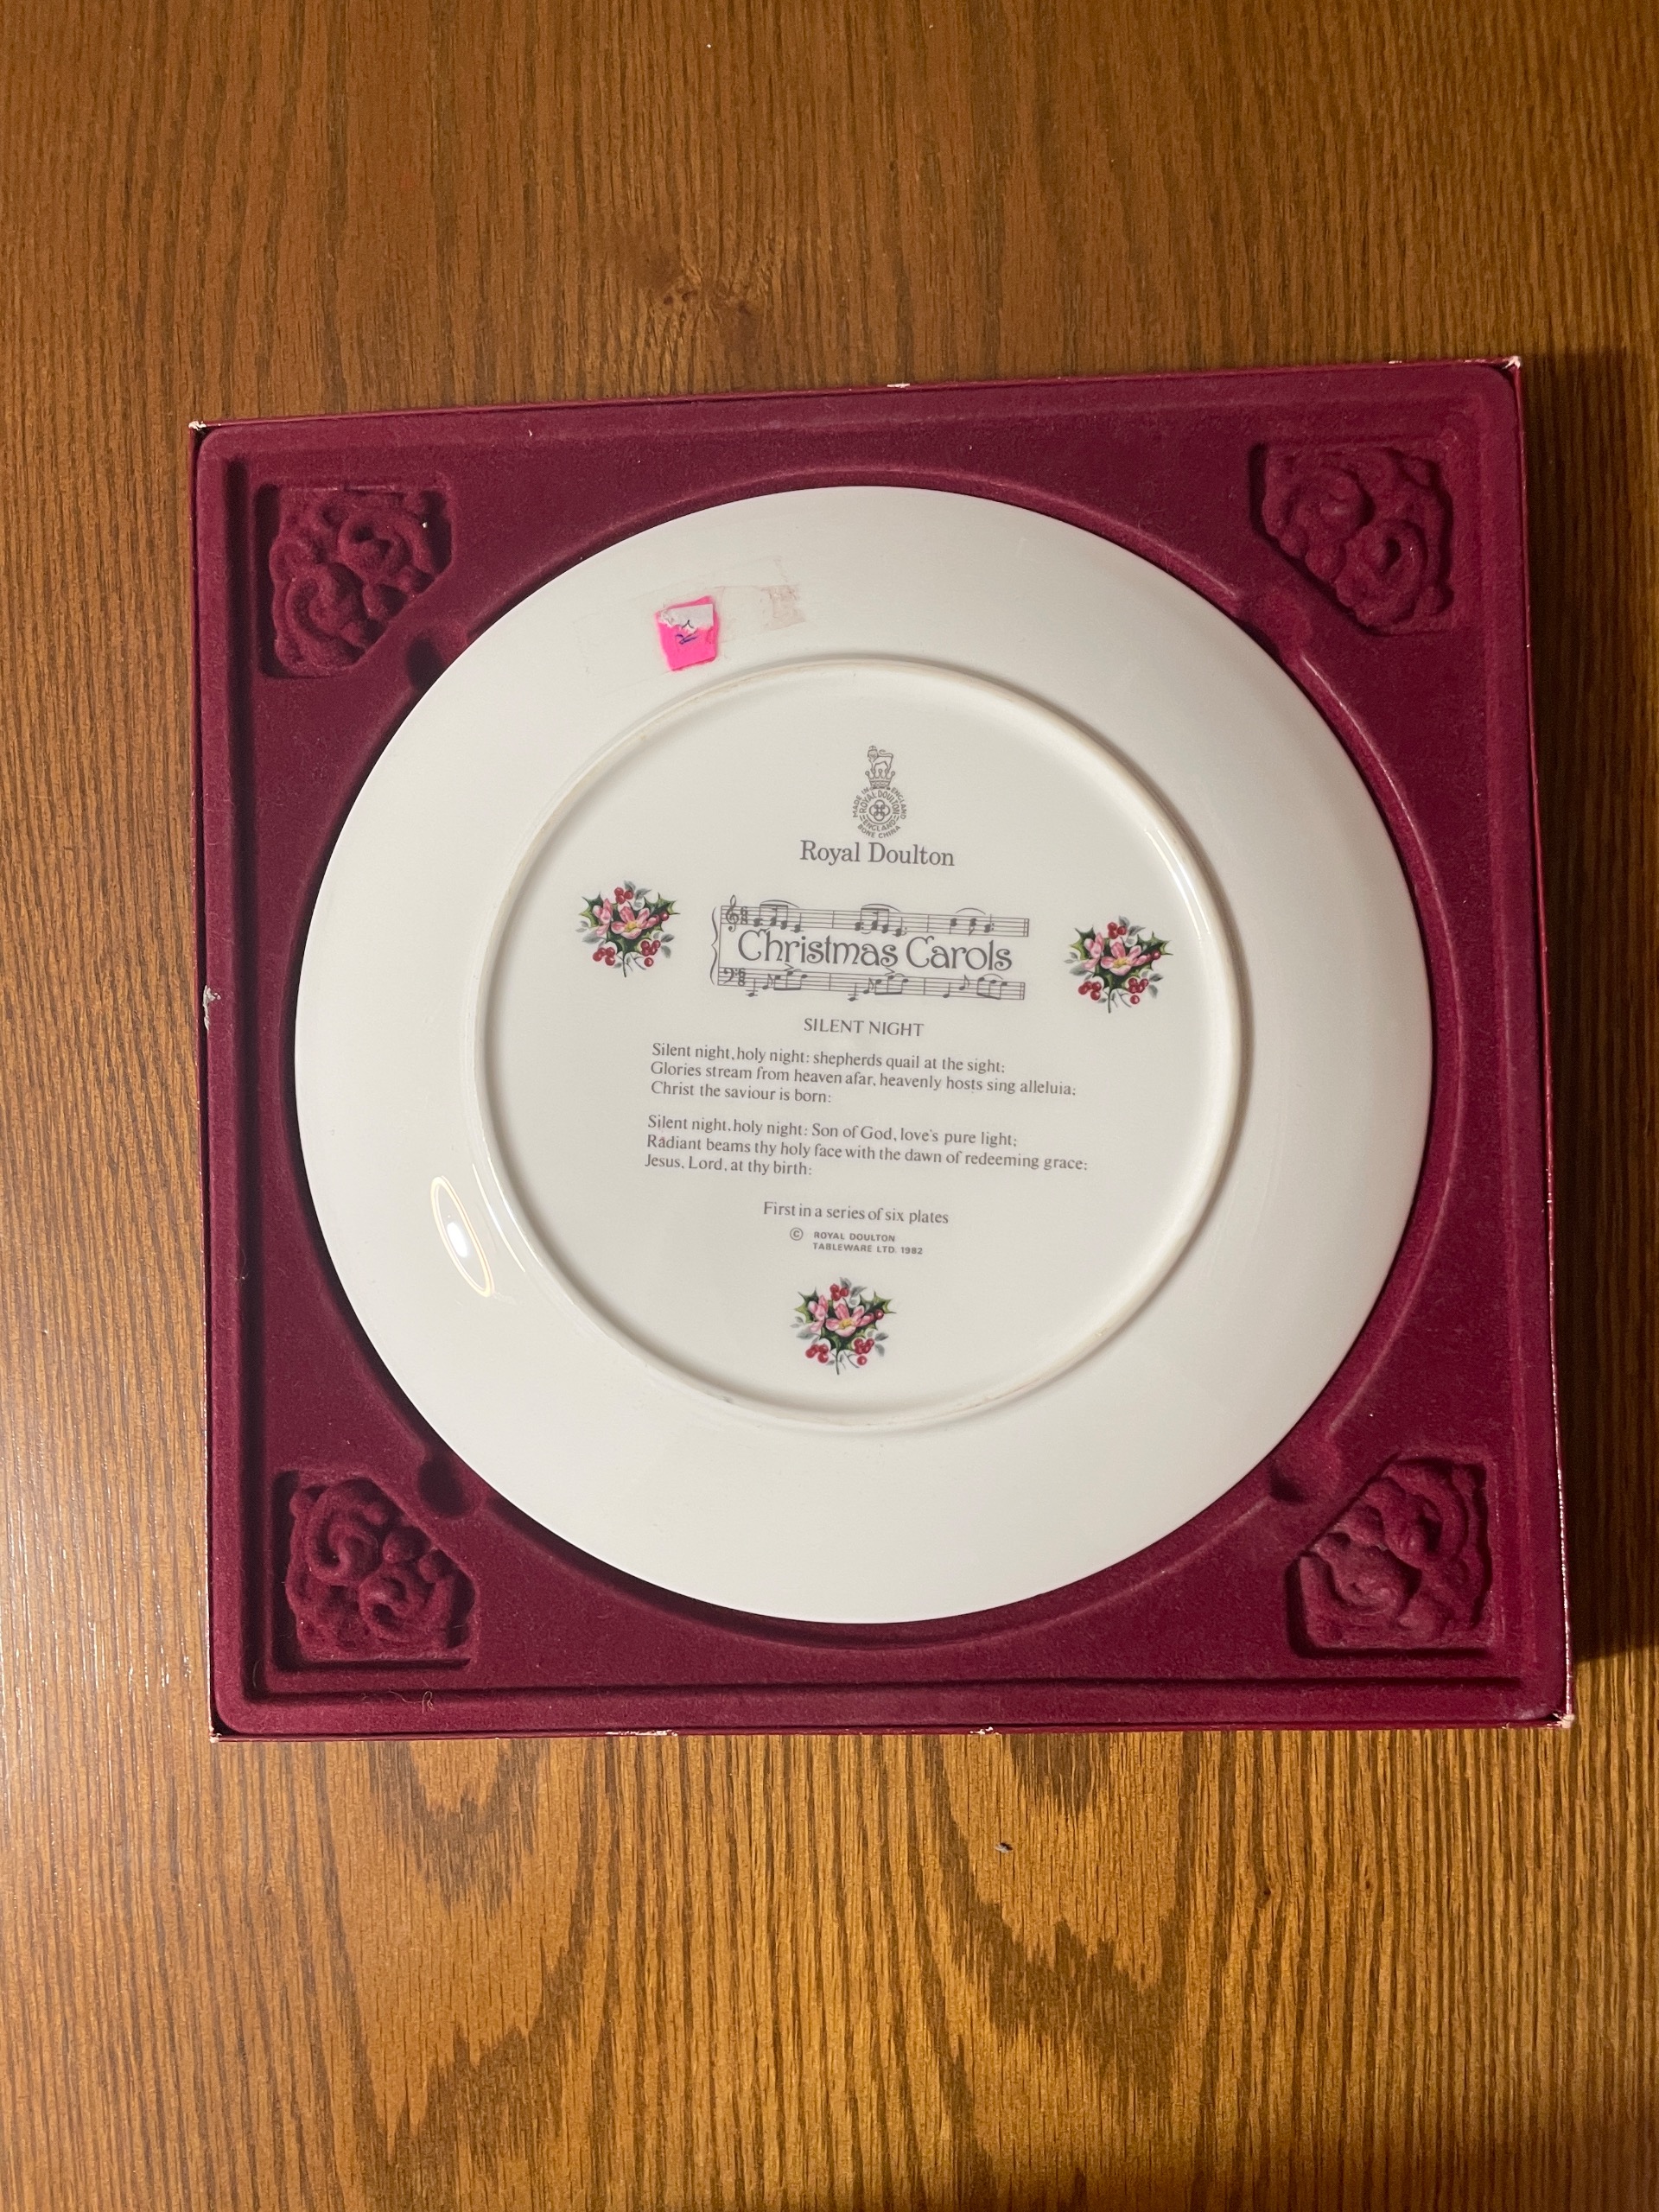 MADE IN ENGLAND
ROYAL DOULTON
ENGLAND
BONE CHINA
Royal Doulton
Christmas Carols
SILENT NIGHT
Silent night, holy night: shepherds quail at the sight;
Glories stream from heaven afar, heavenly hosts sing alleluia;
Christ the saviour is born:
Silent night, holy night: Son of God, love's pure light;
Radiant beams thy holy face with the dawn of redeeming grace;
Jesus, Lord, at thy birth:
First in a series of six plates
© ROYAL DOULTON
TABLEWARE LTD. 1982